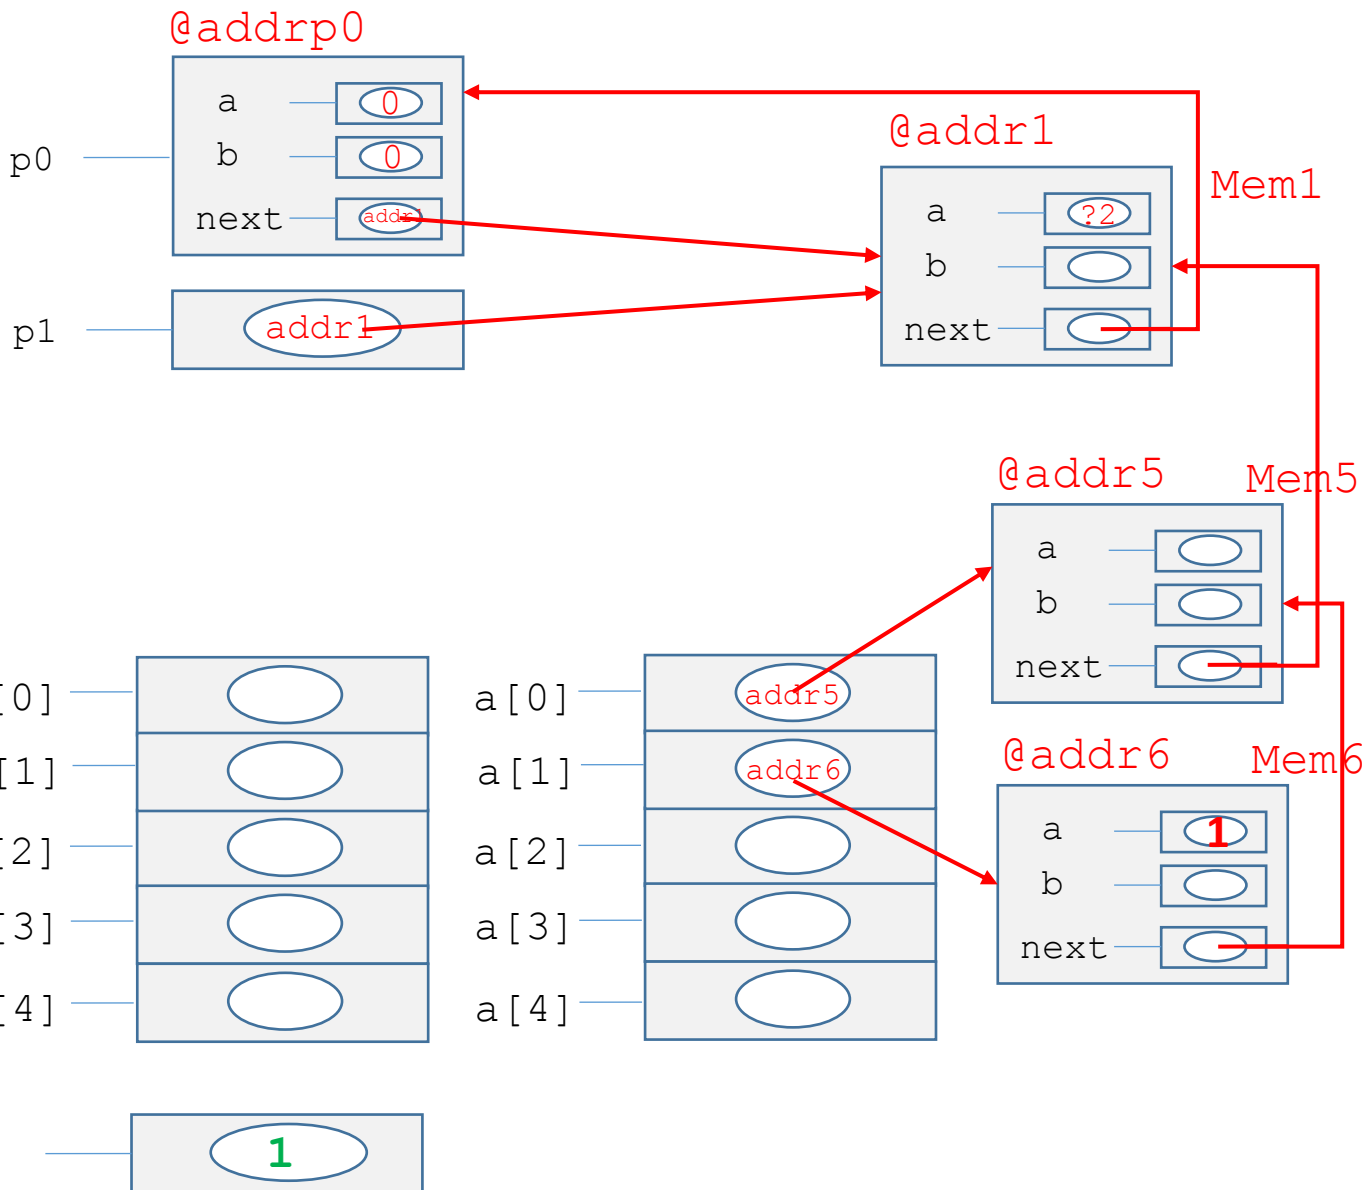 @addrp0
a 0
b 0
p0
next addr1
p1 addr1
@addr1
Mem1
a ?2
b
next
@addr5
Mem5
a
b
next
[0]
[1]
[2]
[3]
[4]
a[0] addr5
a[1] addr6
a[2]
a[3]
a[4]
@addr6
Mem6
a 1
b
next
1